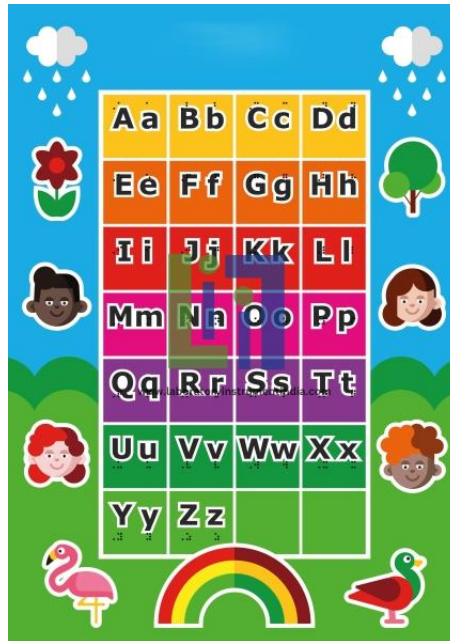 Aa Bb Cc Dd
Ee Ff Gg Hh
Ii Jj Kk Ll
Mm Nn Oo Pp
Qq Rr Ss Tt
Uu Vv Ww Xx
Yy Zz